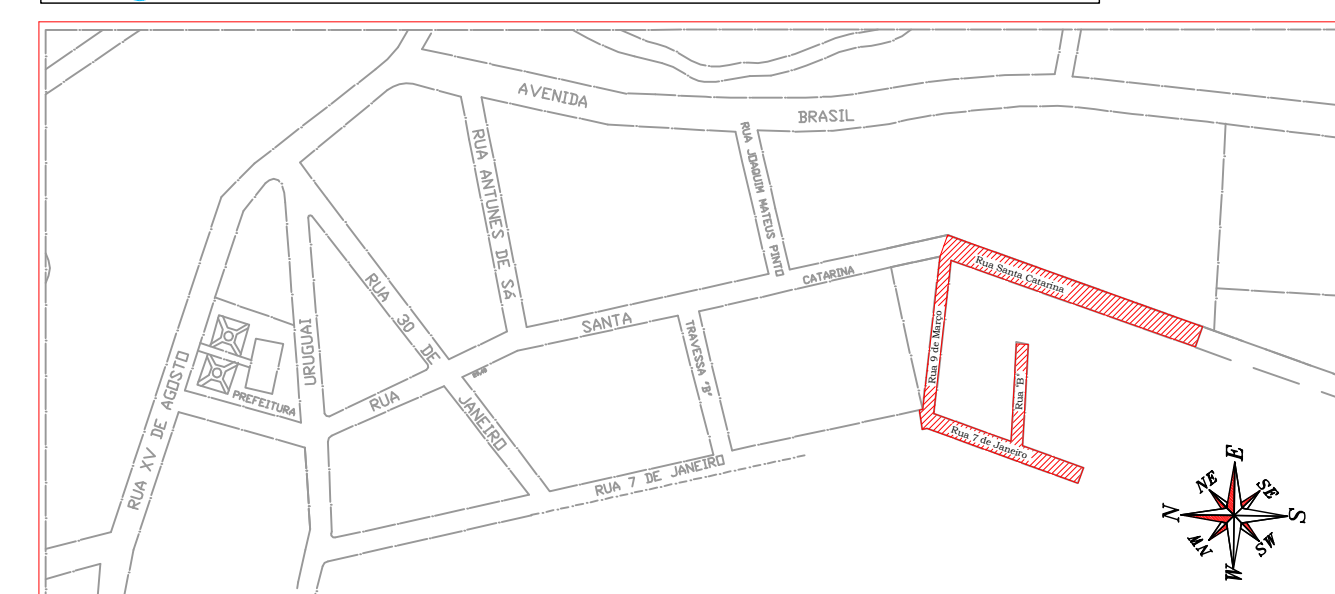 AVENIDA
BRASIL
RUA ANTUNES DE SÁ
RUA JOAQUIM MATEUS PINTO
RUA 30 DE
JANEIRO
URUGUAI
PREFEITURA
RUA XV DE AGOSTO
RUA
SANTA
CATARINA
TRAVESSA "B"
RUA 7 DE JANEIRO
Rua Santa Catarina
Rua 9 de Março
Rua "B"
Rua 7 de Janeiro
E
NE
SE
N
S
NW
SW
W